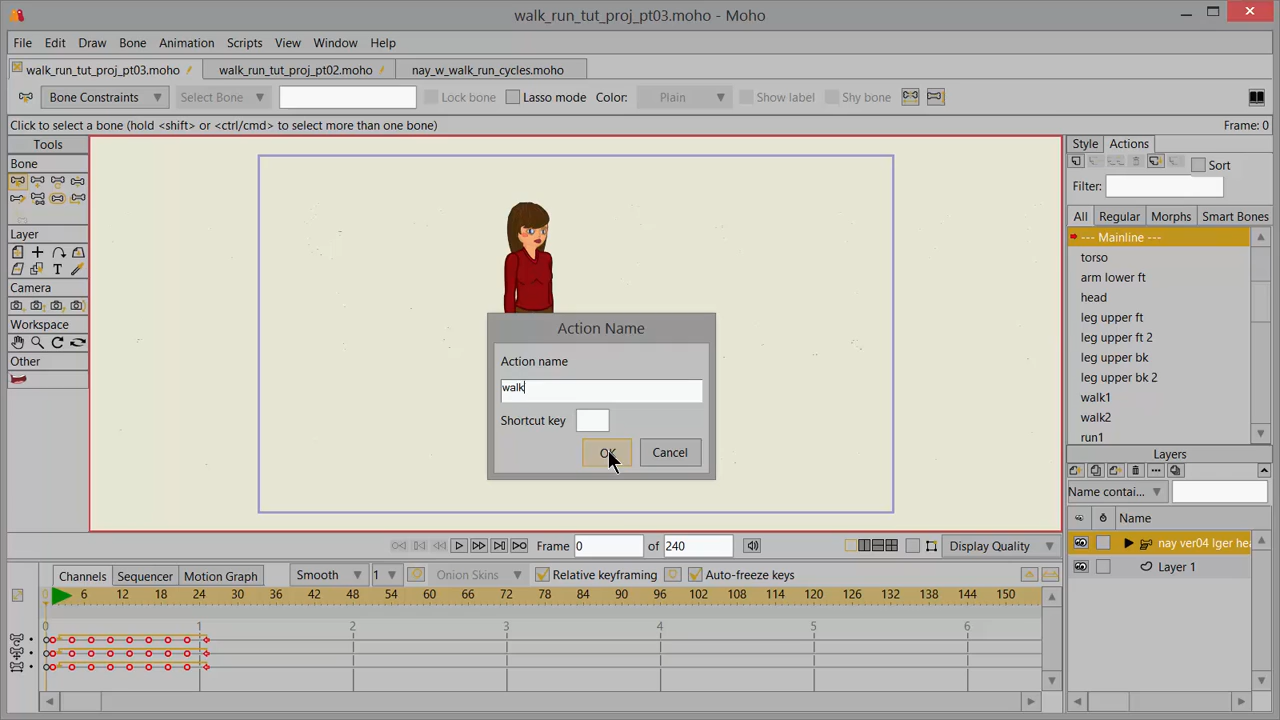 walk_run_tut_proj_pt03.moho - Moho
File Edit Draw Bone Animation Scripts View Window Help
walk_run_tut_proj_pt03.moho walk_run_tut_proj_pt02.moho nay_w_walk_run_cycles.moho
Bone Constraints Select Bone Lock bone Lasso mode Color: Plain Show label Shy bone
Click to select a bone (hold <shift> or <ctrl/cmd> to select more than one bone) Frame: 0
Tools
Bone
Layer
Camera
Workspace
Other
Style Actions
Sort
Filter:
All Regular Morphs Smart Bones
--- Mainline ---
torso
arm lower ft
head
leg upper ft
leg upper ft 2
leg upper bk
leg upper bk 2
walk1
walk2
run1
Action Name
Action name
walk
Shortcut key
OK Cancel
Layers
Name contai...
Name
nay ver04 lger hea
Layer 1
Frame 0 of 240 Display Quality
Channels Sequencer Motion Graph Smooth 1 Onion Skins Relative keyframing Auto-freeze keys
0 6 12 18 24 30 36 42 48 54 60 66 72 78 84 90 96 102 108 114 120 126 132 138 144 150
0 1 2 3 4 5 6